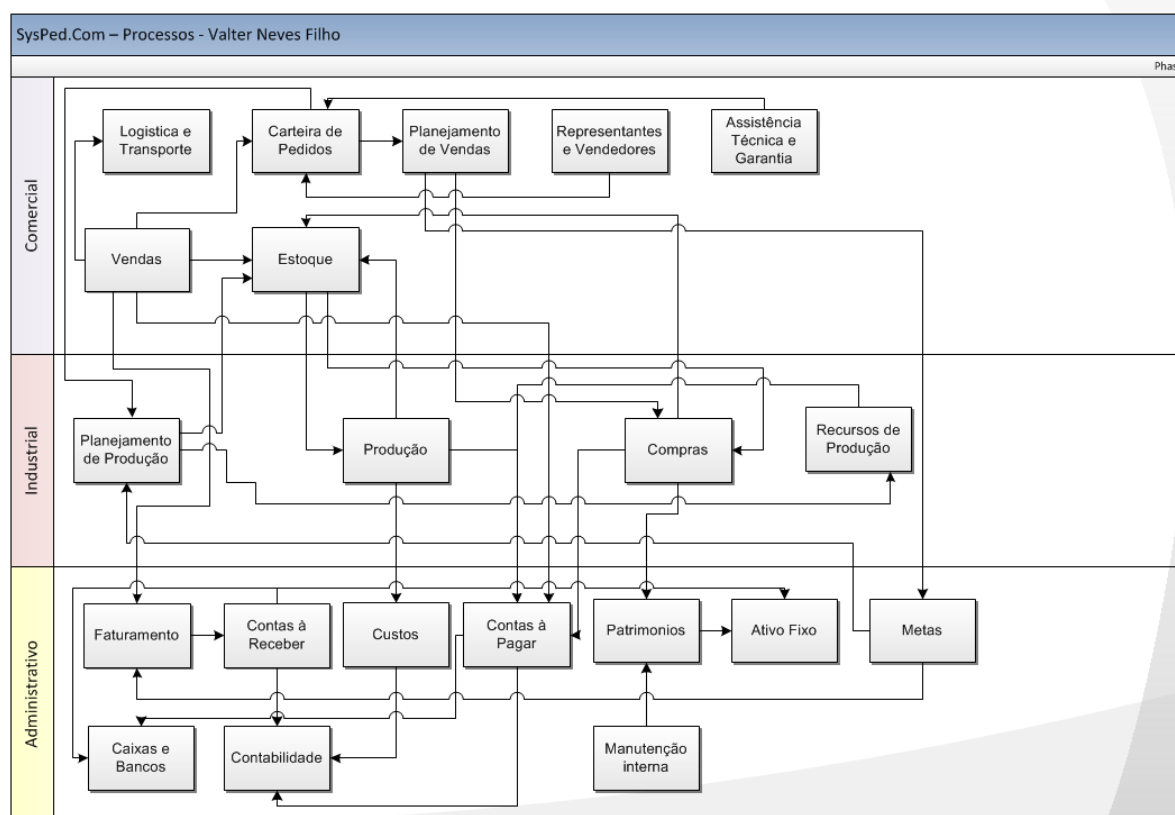 SysPed.Com – Processos - Valter Neves Filho
Phas
Comercial
Logistica e
Transporte
Carteira de
Pedidos
Planejamento
de Vendas
Representantes
e Vendedores
Assistência
Técnica e
Garantia
Vendas
Estoque
Industrial
Planejamento
de Produção
Produção
Compras
Recursos de
Produção
Administrativo
Faturamento
Contas à
Receber
Custos
Contas à
Pagar
Patrimonios
Ativo Fixo
Metas
Caixas e
Bancos
Contabilidade
Manutenção
interna